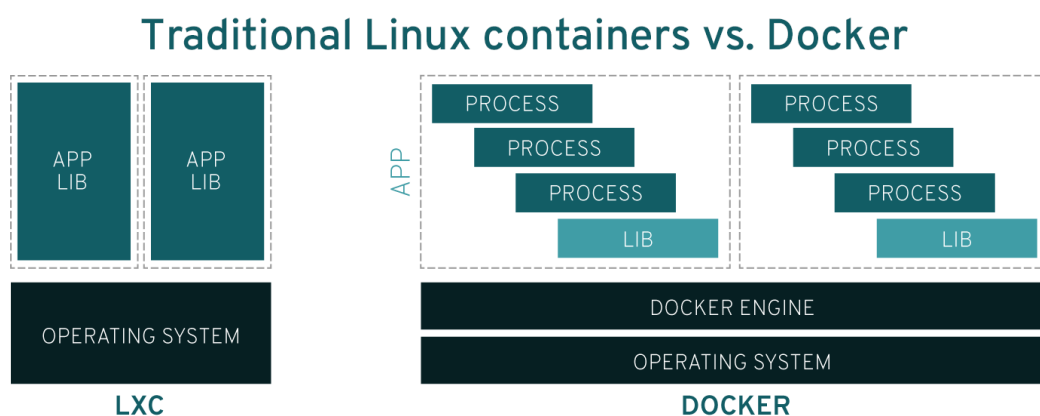 Traditional Linux containers vs. Docker
APP
LIB
APP
LIB
OPERATING SYSTEM
LXC
APP
PROCESS
PROCESS
PROCESS
LIB
PROCESS
PROCESS
PROCESS
LIB
DOCKER ENGINE
OPERATING SYSTEM
DOCKER